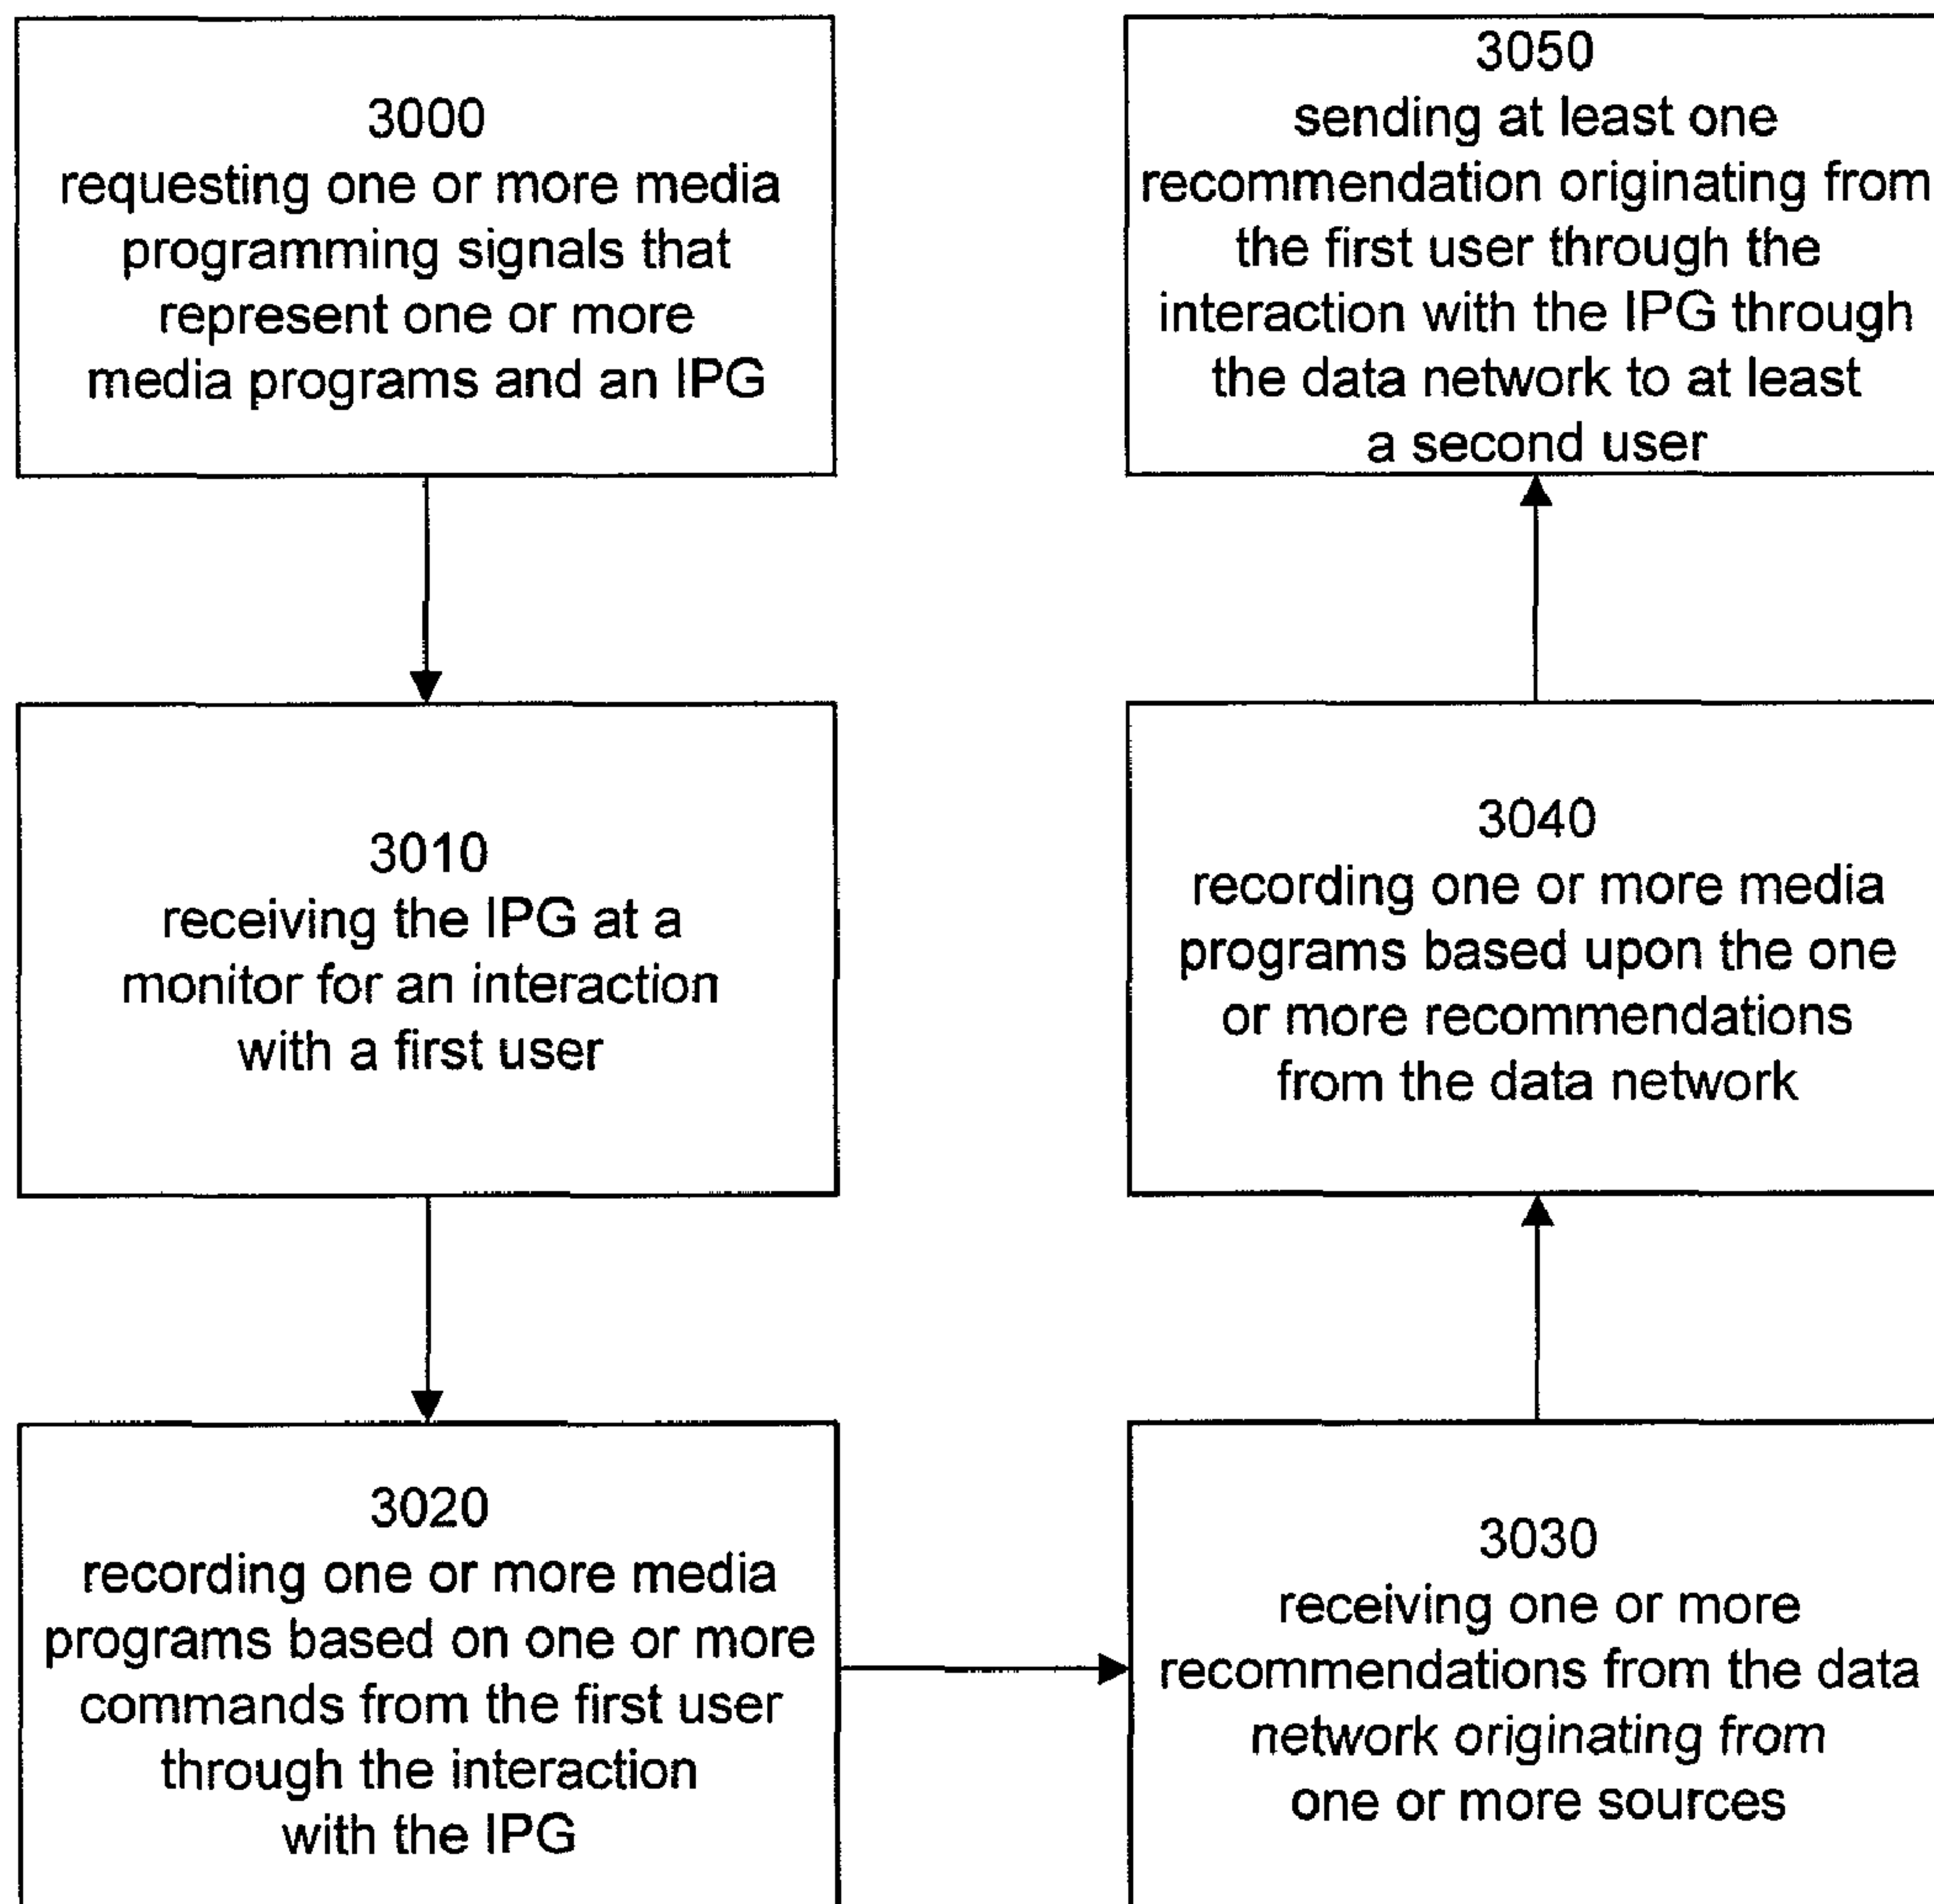 3000
requesting one or more media
programming signals that
represent one or more
media programs and an IPG
3010
receiving the IPG at a
monitor for an interaction
with a first user
3020
recording one or more media
programs based on one or more
commands from the first user
through the interaction
with the IPG
3030
receiving one or more
recommendations from the data
network originating from
one or more sources
3040
recording one or more media
programs based upon the one
or more recommendations
from the data network
3050
sending at least one
recommendation originating from
the first user through the
interaction with the IPG through
the data network to at least
a second user